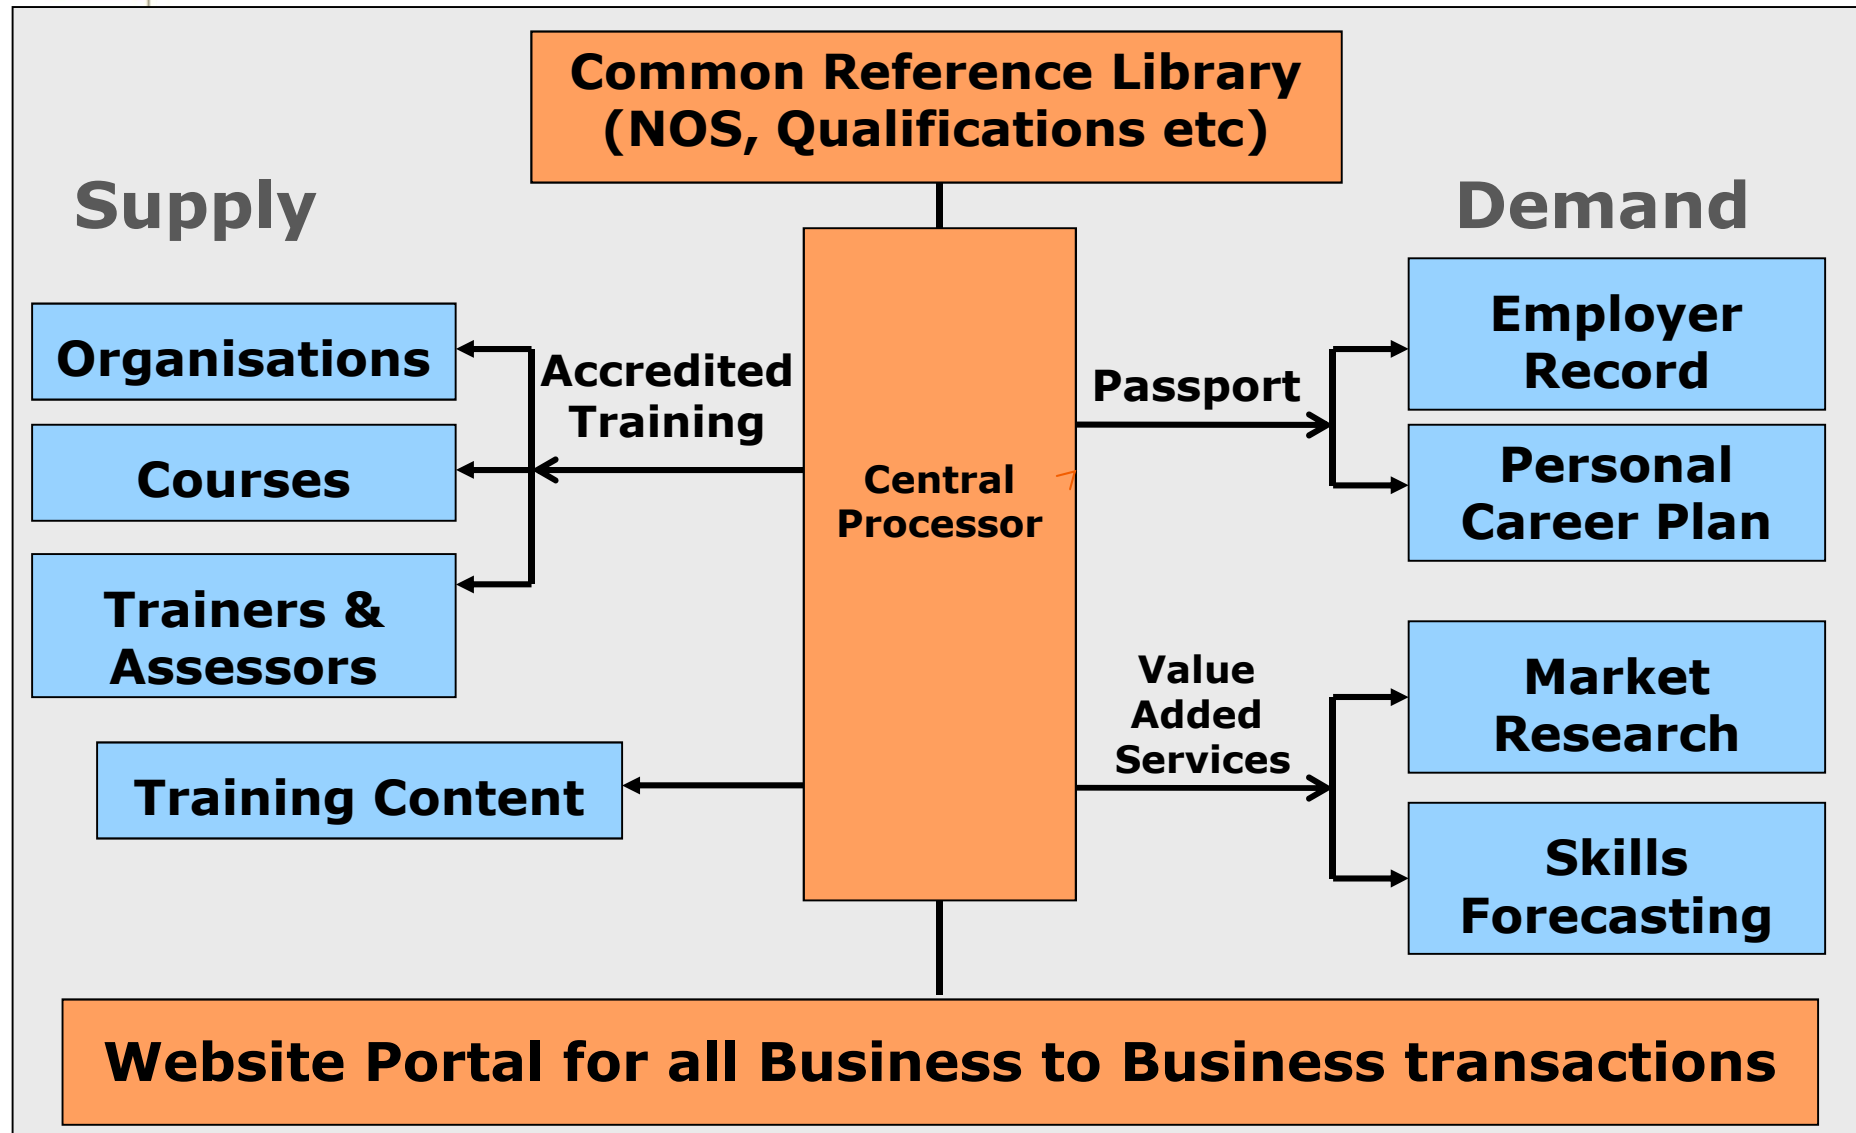 Common Reference Library
(NOS, Qualifications etc)
Supply
Demand
Organisations
Courses
Trainers &
Assessors
Training Content
Accredited
Training
Central
Processor
Passport
Value
Added
Services
Employer
Record
Personal
Career Plan
Market
Research
Skills
Forecasting
Website Portal for all Business to Business transactions